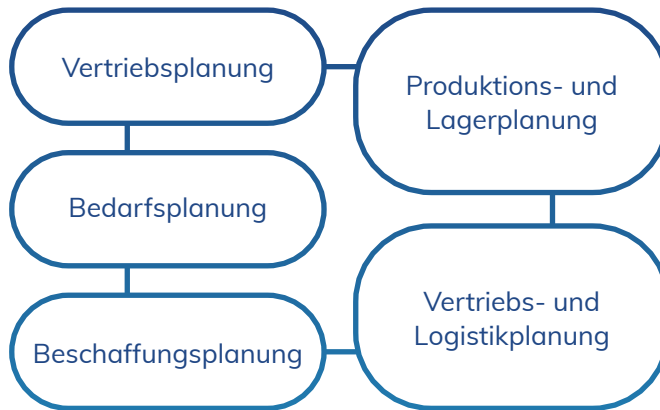 Vertriebsplanung
Produktions- und
Lagerplanung
Bedarfsplanung
Vertriebs- und
Logistikplanung
Beschaffungsplanung